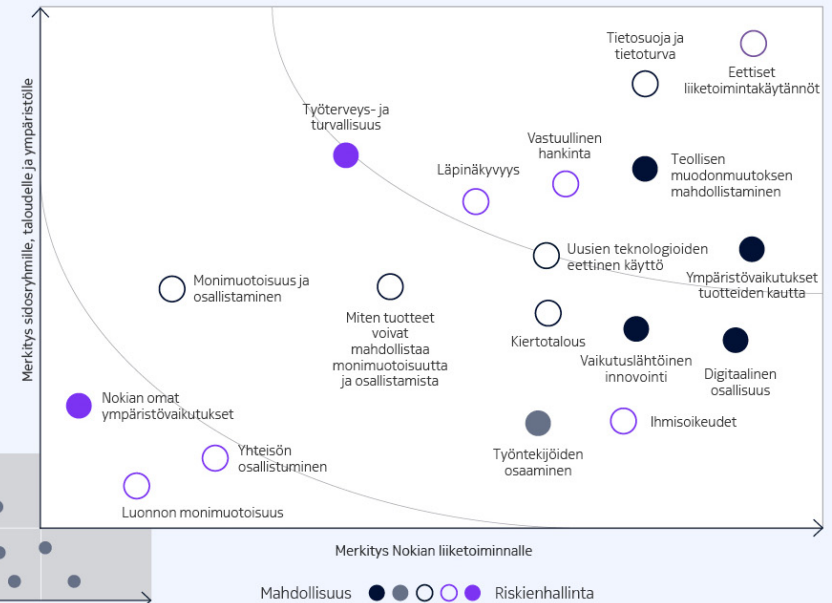 Merkitys sidosryhmille, taloudelle ja ympäristölle
Tietosuoja ja
tietoturva
Eettiset
liiketoimintakäytännöt
Työterveys- ja
turvallisuus
Vastuullinen
hankinta
Läpinäkyvyys
Teollisen
muodonmuutoksen
mahdollistaminen
Uusien teknologioiden
eettinen käyttö
Ympäristövaikutukset
tuotteiden kautta
Monimuotoisuus ja
osallistaminen
Miten tuotteet
voivat
mahdollistaa
monimuotoisuutta
ja osallistamista
Kiertotalous
Vaikutuslähtöinen
innovointi
Digitaalinen
osallisuus
Nokian omat
ympäristövaikutukset
Ihmisoikeudet
Yhteisön
osallistuminen
Työntekijöiden
osaaminen
Luonnon monimuotoisuus
Merkitys Nokian liiketoiminnalle
Mahdollisuus
Riskienhallinta